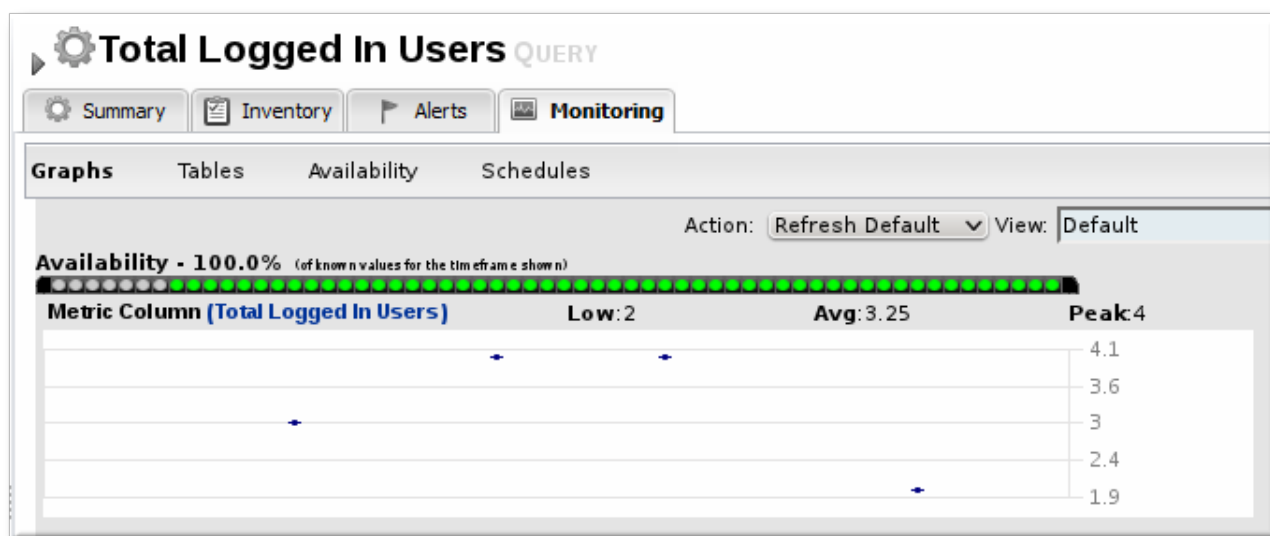 Total Logged In Users QUERY
Summary Inventory Alerts Monitoring
Graphs Tables Availability Schedules
Action: Refresh Default View: Default
Availability - 100.0% (of known values for the timeframe shown)
Metric Column (Total Logged In Users) Low:2 Avg:3.25 Peak:4
4.1
3.6
3
2.4
1.9